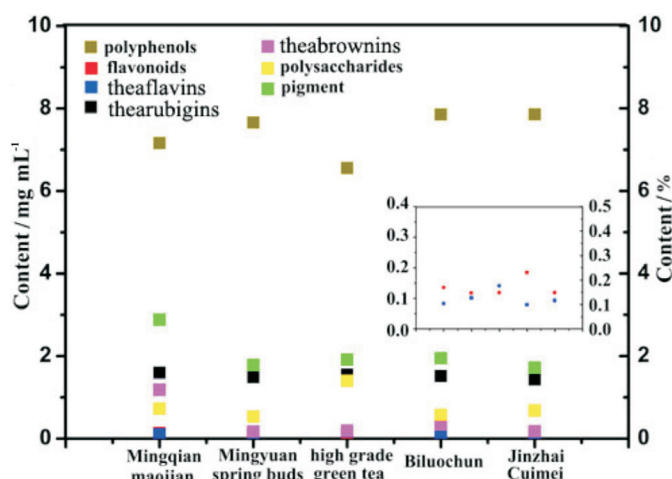 10
8
6
4
2
0
Content / mg mL⁻¹
polyphenols
flavonoids
theaflavins
thearubigins
theabrownins
polysaccharides
pigment
0.4
0.3
0.2
0.1
0.0
0.5
0.4
0.3
0.2
0.1
0.0
10
8
6
4
2
0
Content / %
Mingqian
maojian
Mingyuan
spring buds
high grade
green tea
Biluochun
Jinzhai
Cuimei